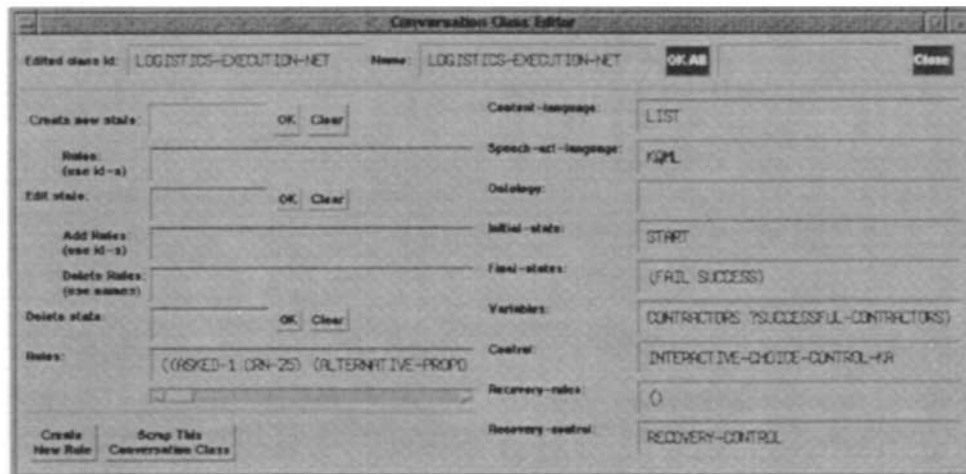 Conversation Class Editor
Edited class id: LOGISTICS-EXECUTION-NET Name: LOGISTICS-EXECUTION-NET OK All Close
Create new state: OK Clear
Rules:
(use id-s)
Edit state: OK Clear
Add Rules:
(use id-s)
Delete Rules:
(use names)
Delete state: OK Clear
Rules: ((ASKED-1 CRN-25) (ALTERNATIVE-PROPO
Create
New Rule
Scrap This
Conversation Class
Content-language: LIST
Speech-act-language: KQML
Ontology:
Initial-state: START
Final-states: (FAIL SUCCESS)
Variables: CONTRACTORS ?SUCCESSFUL-CONTRACTORS)
Control: INTERACTIVE-CHOICE-CONTROL-KA
Recovery-rules: ()
Recovery-control: RECOVERY-CONTROL